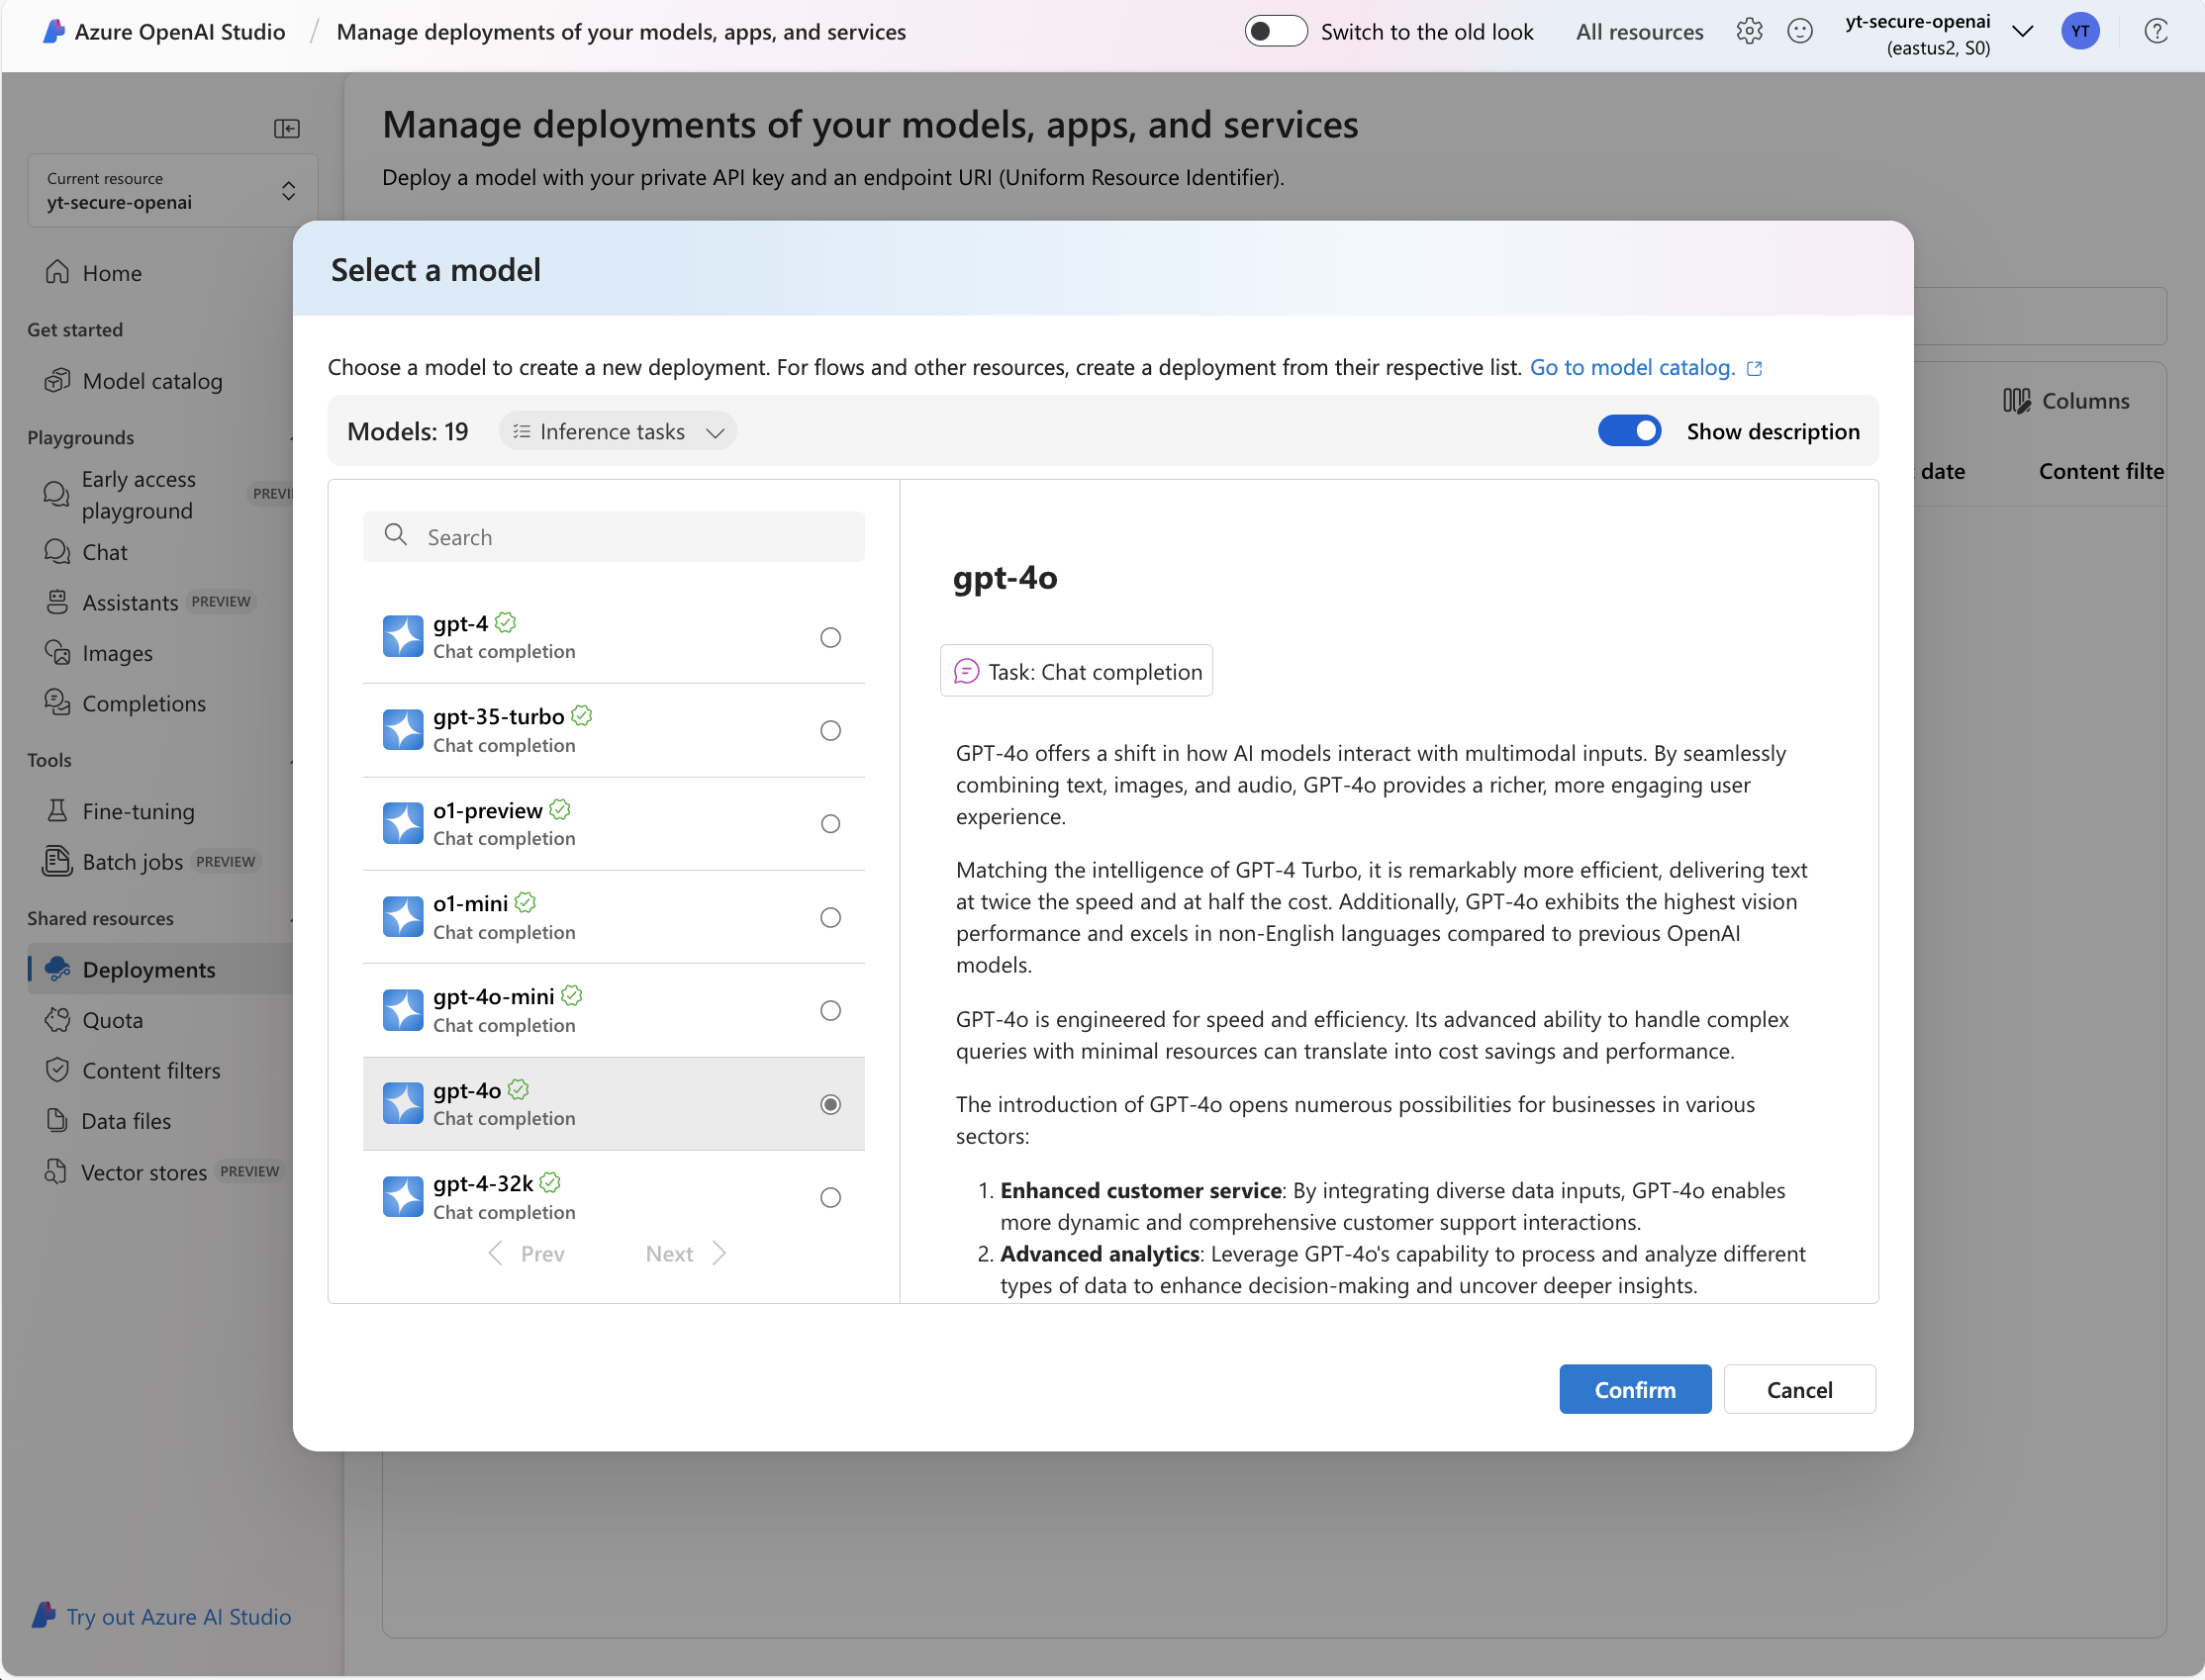 Azure OpenAI Studio / Manage deployments of your models, apps, and services
Switch to the old look
All resources
yt-secure-openai
(eastus2, S0)
YT
Manage deployments of your models, apps, and services
Deploy a model with your private API key and an endpoint URI (Uniform Resource Identifier).
Current resource
yt-secure-openai
Home
Get started
Model catalog
Playgrounds
Early access
playground
Chat
Assistants PREVIEW
Images
Completions
Tools
Fine-tuning
Batch jobs PREVIEW
Shared resources
Deployments
Quota
Content filters
Data files
Vector stores PREVIEW
Try out Azure AI Studio
Columns
date
Select a model
Choose a model to create a new deployment. For flows and other resources, create a deployment from their respective list. Go to model catalog.
Models: 19
Inference tasks
Show description
Search
gpt-4
Chat completion
gpt-35-turbo
Chat completion
o1-preview
Chat completion
o1-mini
Chat completion
gpt-4o-mini
Chat completion
gpt-4o
Chat completion
gpt-4-32k
Chat completion
Prev
Next
gpt-4o
Task: Chat completion
GPT-4o offers a shift in how AI models interact with multimodal inputs. By seamlessly
combining text, images, and audio, GPT-4o provides a richer, more engaging user
experience.
Matching the intelligence of GPT-4 Turbo, it is remarkably more efficient, delivering text
at twice the speed and at half the cost. Additionally, GPT-4o exhibits the highest vision
performance and excels in non-English languages compared to previous OpenAI
models.
GPT-4o is engineered for speed and efficiency. Its advanced ability to handle complex
queries with minimal resources can translate into cost savings and performance.
The introduction of GPT-4o opens numerous possibilities for businesses in various
sectors:
1. Enhanced customer service: By integrating diverse data inputs, GPT-4o enables
more dynamic and comprehensive customer support interactions.
2. Advanced analytics: Leverage GPT-4o's capability to process and analyze different
types of data to enhance decision-making and uncover deeper insights.
Confirm
Cancel